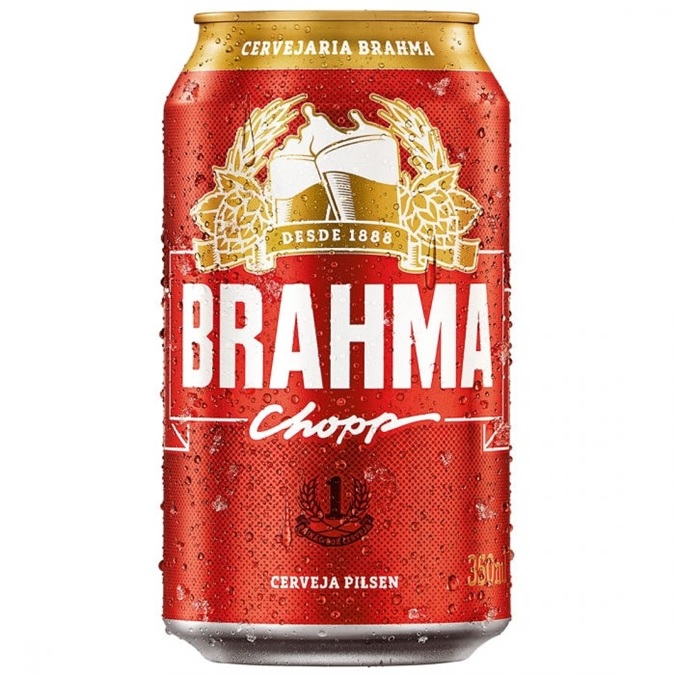 CERVEJARIA BRAHMA
DESDE 1888
BRAHMA
Chopp
1
CERVEJA PILSEN
350ml